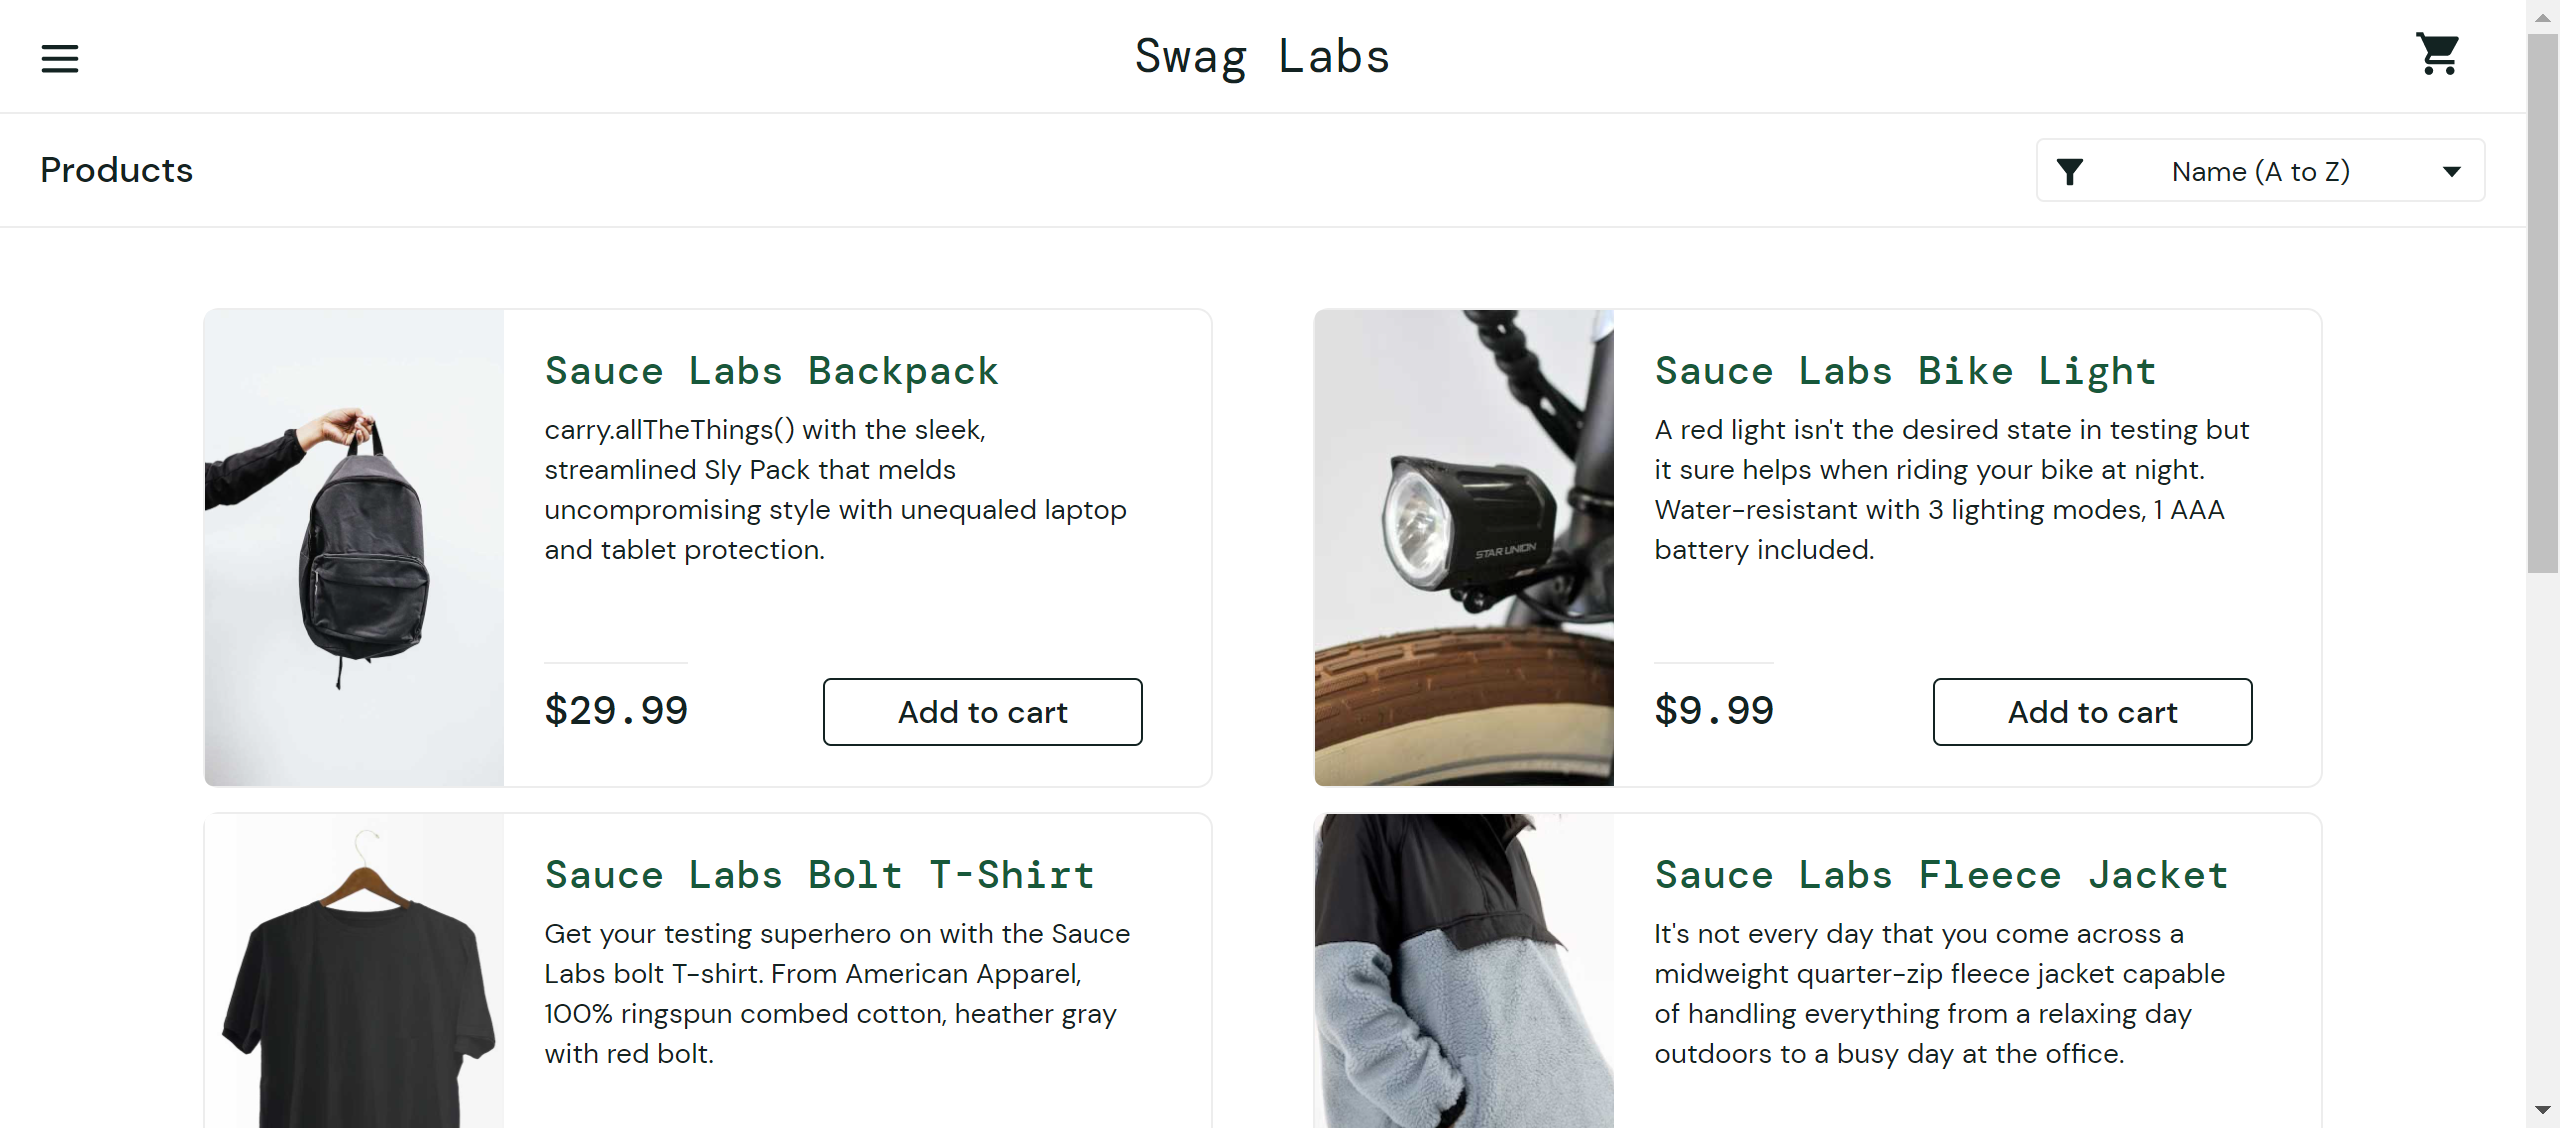 Swag Labs
Products
Name (A to Z)
Sauce Labs Backpack
carry.allTheThings() with the sleek,
streamlined Sly Pack that melds
uncompromising style with unequaled laptop
and tablet protection.
$29.99
Add to cart
Sauce Labs Bike Light
A red light isn't the desired state in testing but
it sure helps when riding your bike at night.
Water-resistant with 3 lighting modes, 1 AAA
battery included.
STAR UNION
$9.99
Add to cart
Sauce Labs Bolt T-Shirt
Get your testing superhero on with the Sauce
Labs bolt T-shirt. From American Apparel,
100% ringspun combed cotton, heather gray
with red bolt.
Sauce Labs Fleece Jacket
It's not every day that you come across a
midweight quarter-zip fleece jacket capable
of handling everything from a relaxing day
outdoors to a busy day at the office.